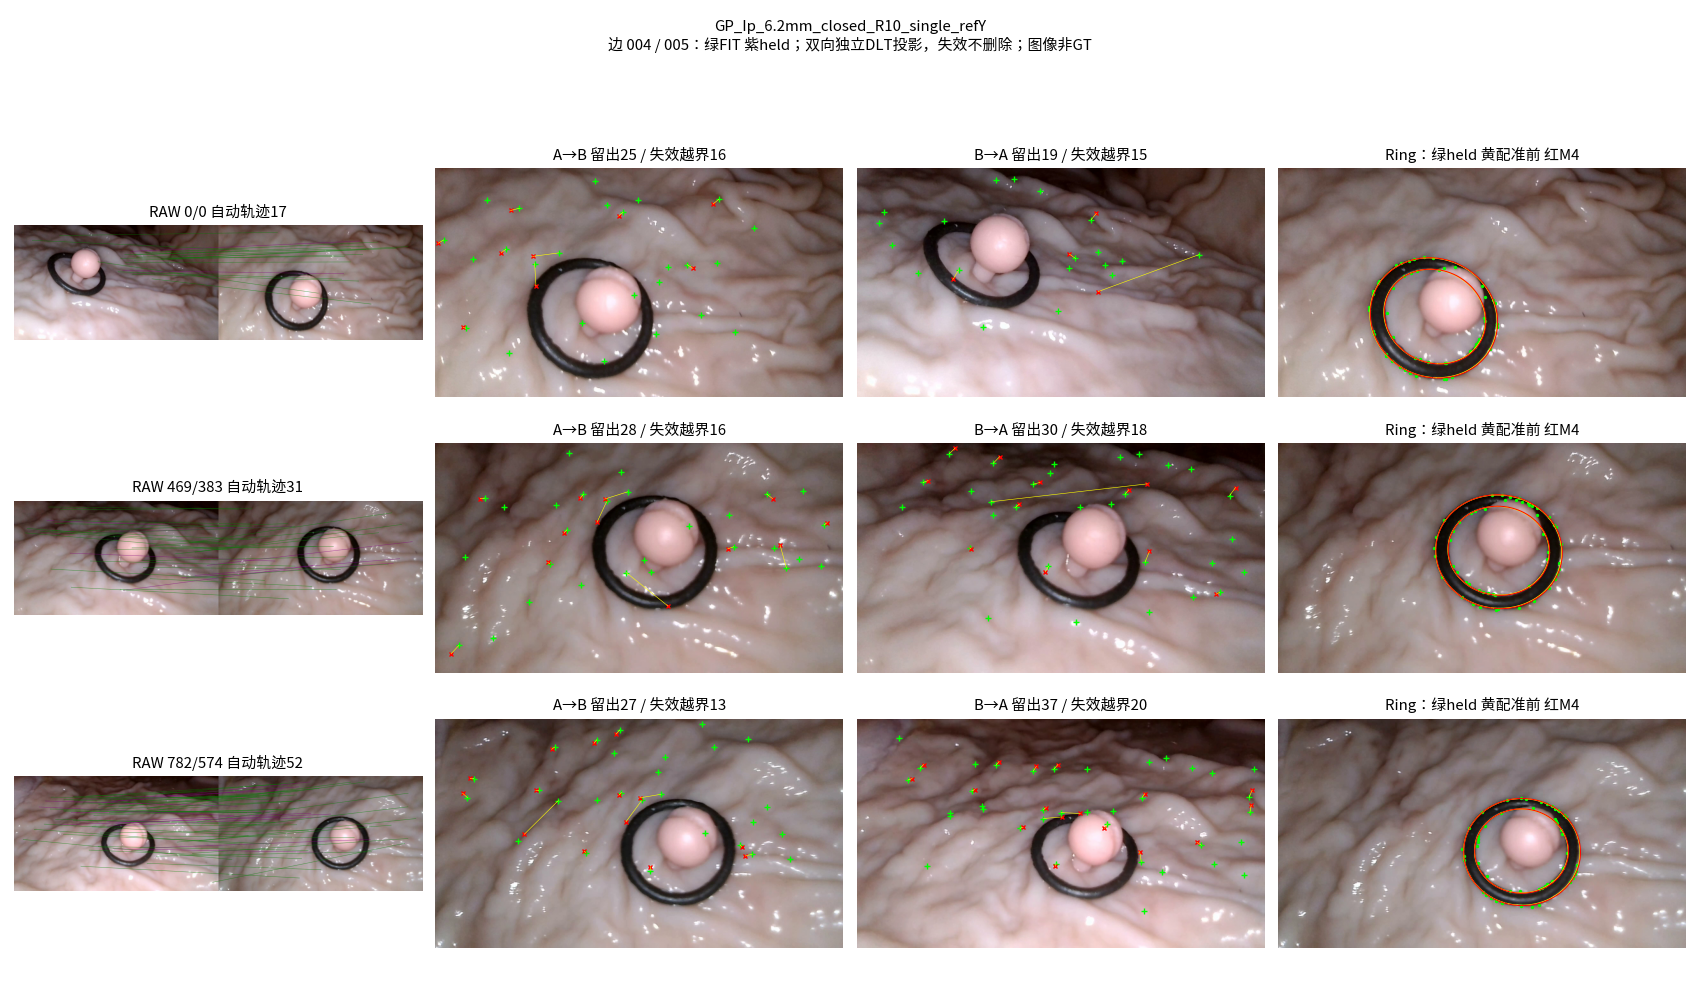 GP_Ip_6.2mm_closed_R10_single_refY
边 004 / 005：绿FIT 紫held；双向独立DLT投影，失效不删除；图像非GT
RAW 0/0 自动轨迹17
A→B 留出25 / 失效越界16
B→A 留出19 / 失效越界15
Ring：绿held 黄配准前 红M4
RAW 469/383 自动轨迹31
A→B 留出28 / 失效越界16
B→A 留出30 / 失效越界18
Ring：绿held 黄配准前 红M4
RAW 782/574 自动轨迹52
A→B 留出27 / 失效越界13
B→A 留出37 / 失效越界20
Ring：绿held 黄配准前 红M4